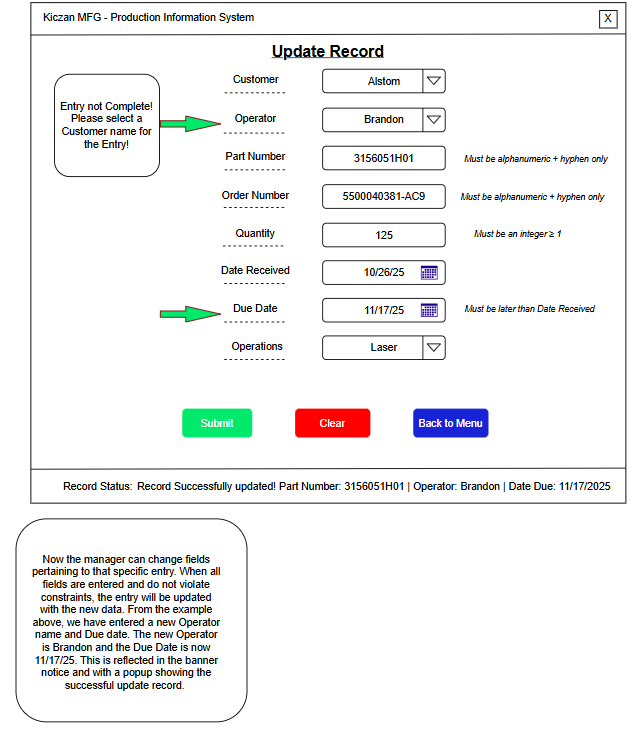 Kiczan MFG - Production Information System
X
Update Record
Entry not Complete!
Please select a
Customer name for
the Entry!
Customer
Alstom
Operator
Brandon
Part Number
3156051H01
Must be alphanumeric + hyphen only
Order Number
5500040381-AC9
Must be alphanumeric + hyphen only
Quantity
125
Must be an integer ≥ 1
Date Received
10/26/25
Due Date
11/17/25
Must be later than Date Received
Operations
Laser
Submit
Clear
Back to Menu
Record Status: Record Successfully updated! Part Number: 3156051H01 | Operator: Brandon | Date Due: 11/17/2025
Now the manager can change fields
pertaining to that specific entry. When all
fields are entered and do not violate
constraints, the entry will be updated
with the new data. From the example
above, we have entered a new Operator
name and Due date. The new Operator
is Brandon and the Due Date is now
11/17/25. This is reflected in the banner
notice and with a popup showing the
successful update record.